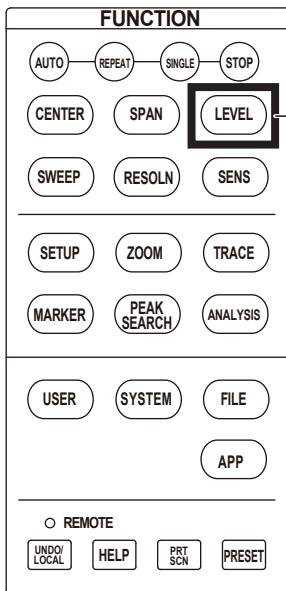 FUNCTION
AUTO REPEAT SINGLE STOP
CENTER SPAN LEVEL
SWEEP RESOLN SENS
SETUP ZOOM TRACE
MARKER PEAK SEARCH ANALYSIS
USER SYSTEM FILE
APP
REMOTE
UNDO/LOCAL HELP PRT SCN PRESET